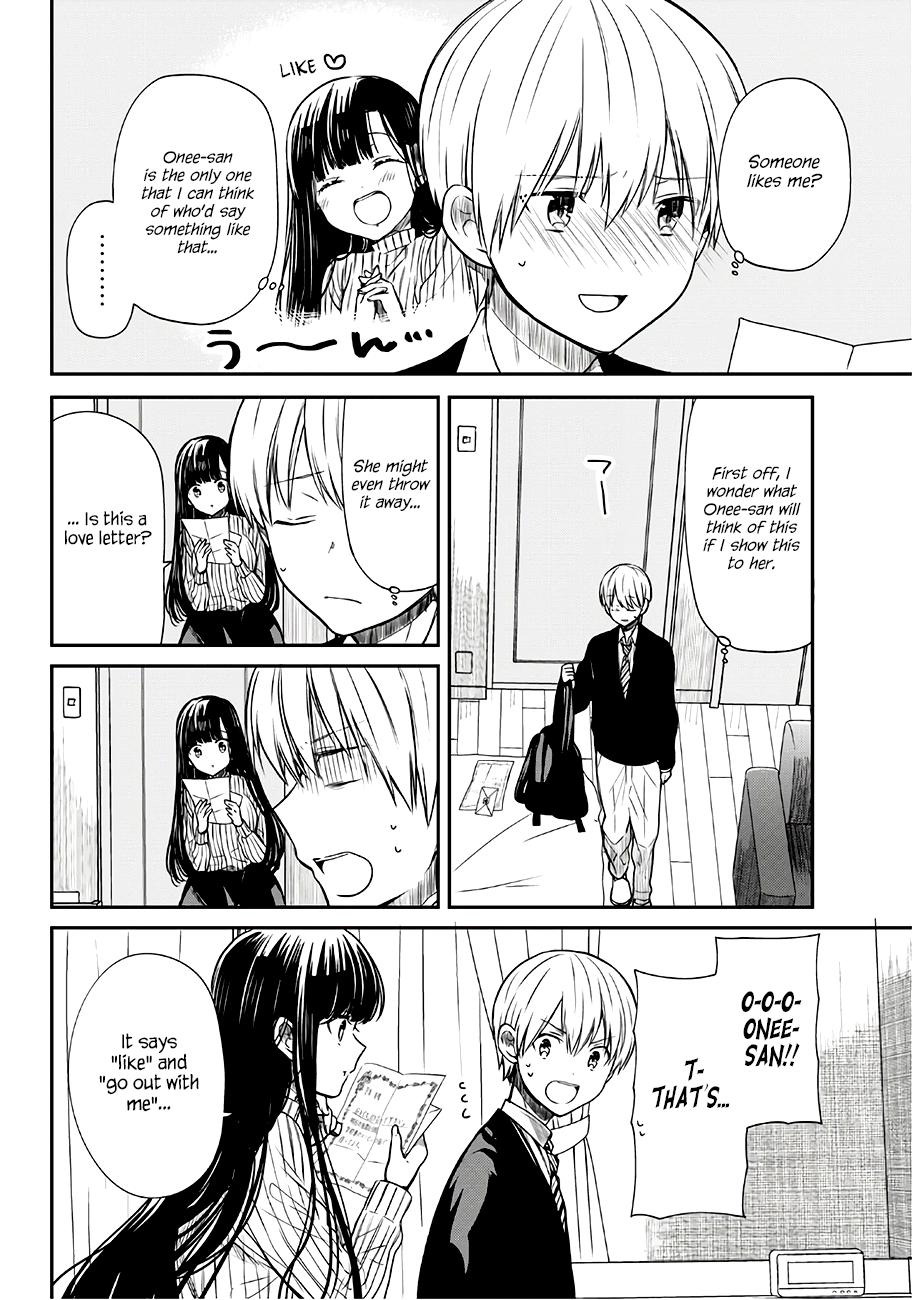 Someone
likes me?
LIKE ♡
Onee-san
is the only one
that I can think
of who'd say
something like
that...
.........
う〜ん…
First off, I
wonder what
Onee-san will
think of this
if I show this
to her.
She might
even throw
it away...
... Is this a
love letter?
O-O-O-
ONEE-
SAN!!
T-
THAT'S...
It says
"like" and
"go out with
me"...